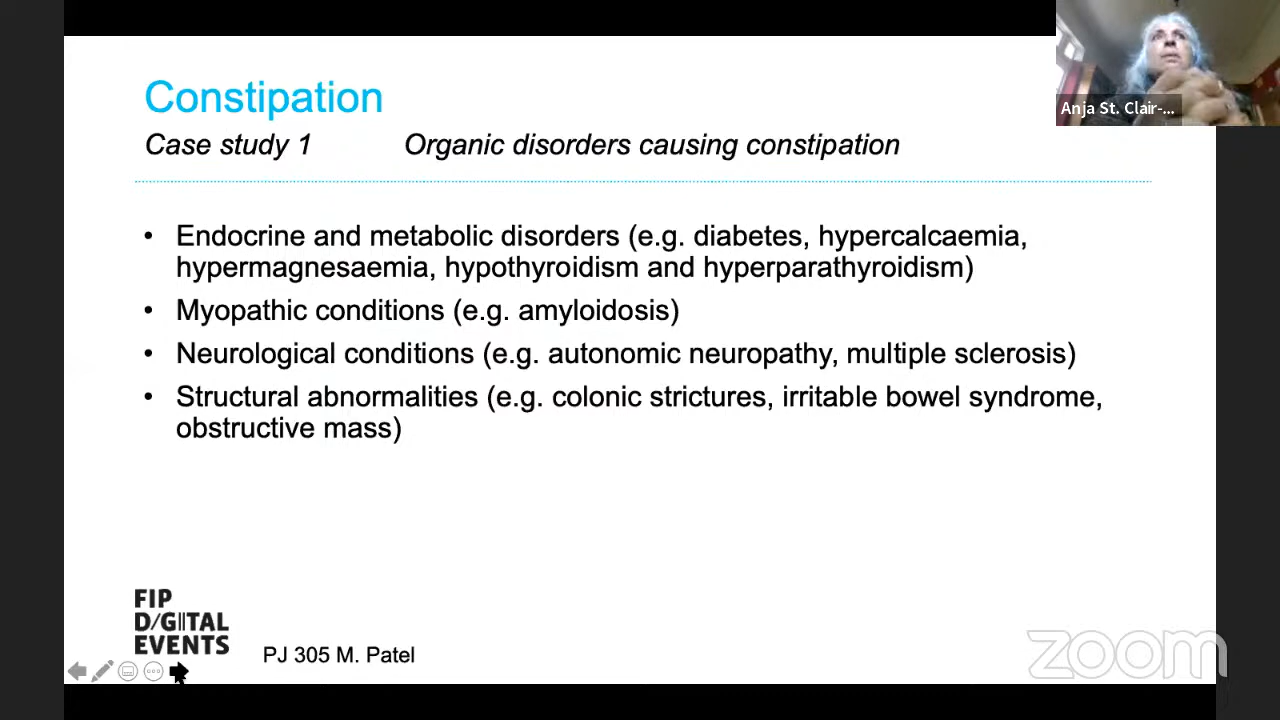 Constipation
Case study 1 Organic disorders causing constipation
Anja St. Clair-...
• Endocrine and metabolic disorders (e.g. diabetes, hypercalcaemia,
hypermagnesaemia, hypothyroidism and hyperparathyroidism)
• Myopathic conditions (e.g. amyloidosis)
• Neurological conditions (e.g. autonomic neuropathy, multiple sclerosis)
• Structural abnormalities (e.g. colonic strictures, irritable bowel syndrome,
obstructive mass)
FIP
D/GITAL
EVENTS
PJ 305 M. Patel
zoom